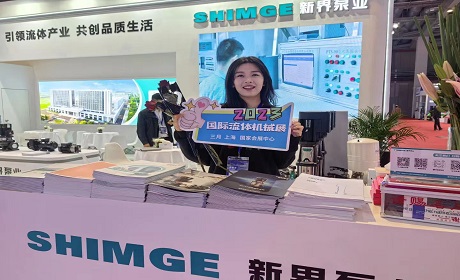 引领流体产业 共创品质生活
SHIMGE 新界泵业
2023
国际流体机械展
三月 上海 国家会展中心
SHIMGE 新界泵业